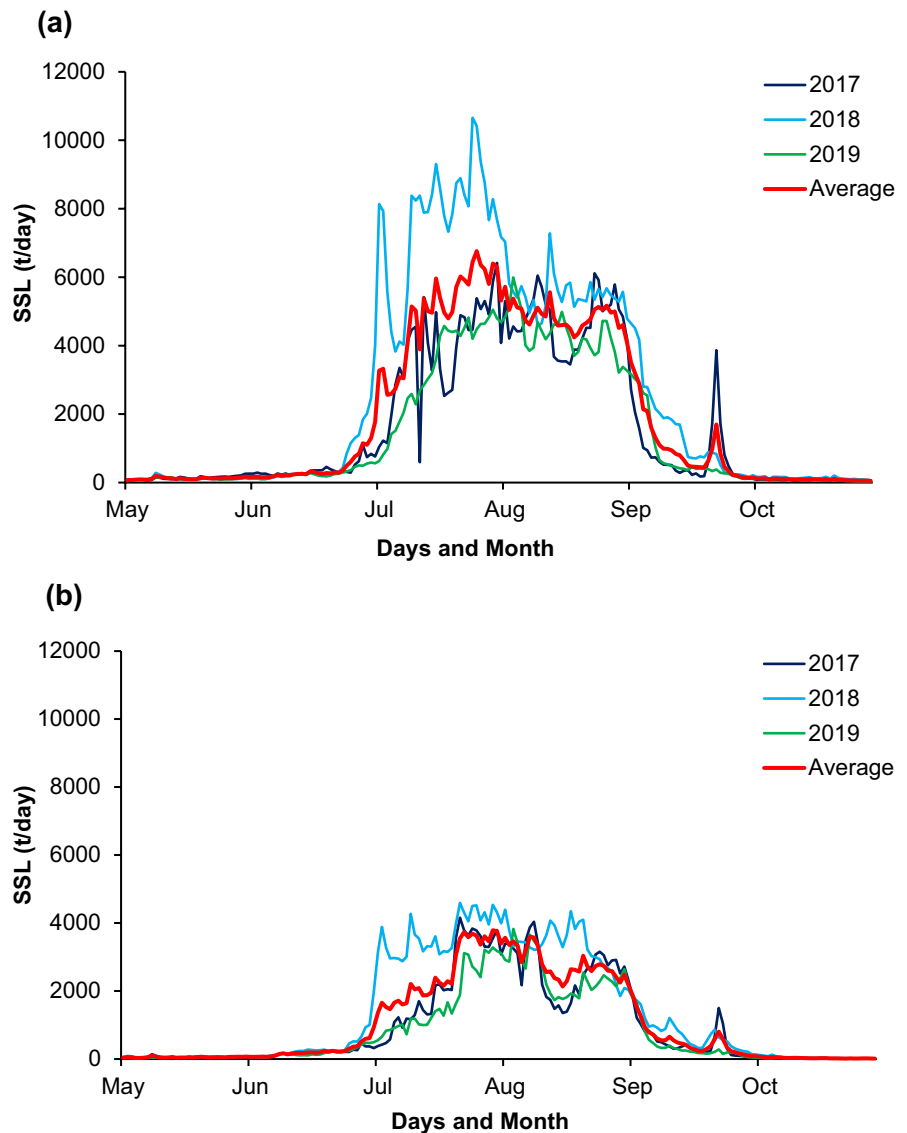 (a)
12000
10000
8000
6000
4000
2000
0
SSL (t/day)
May Jun Jul Aug Sep Oct
Days and Month
2017
2018
2019
Average
(b)
12000
10000
8000
6000
4000
2000
0
SSL (t/day)
May Jun Jul Aug Sep Oct
Days and Month
2017
2018
2019
Average